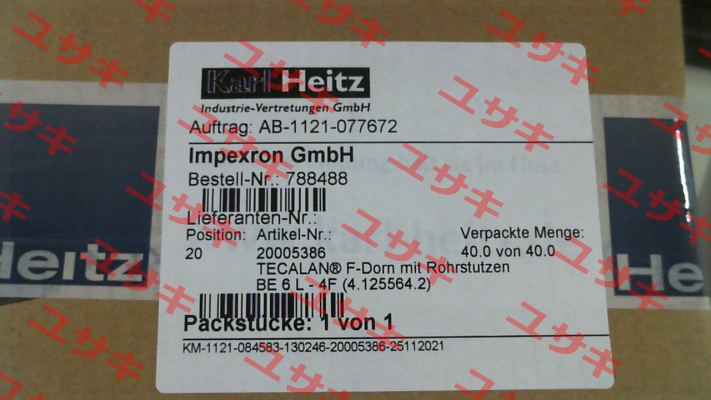 Karl Heitz
Industrie-Vertretungen GmbH
Auftrag: AB-1121-077672
Impexron GmbH
Bestell-Nr.: 788488
Lieferanten-Nr.:
Position: Artikel-Nr.: Verpackte Menge:
20 20005386 40.0 von 40.0
TECALAN® F-Dorn mit Rohrstutzen
BE 6 L - 4F (4.125564.2)
Packstücke: 1 von 1
KM-1121-084583-130246-20005386-25112021
Heitz
Heitz
ユサキ